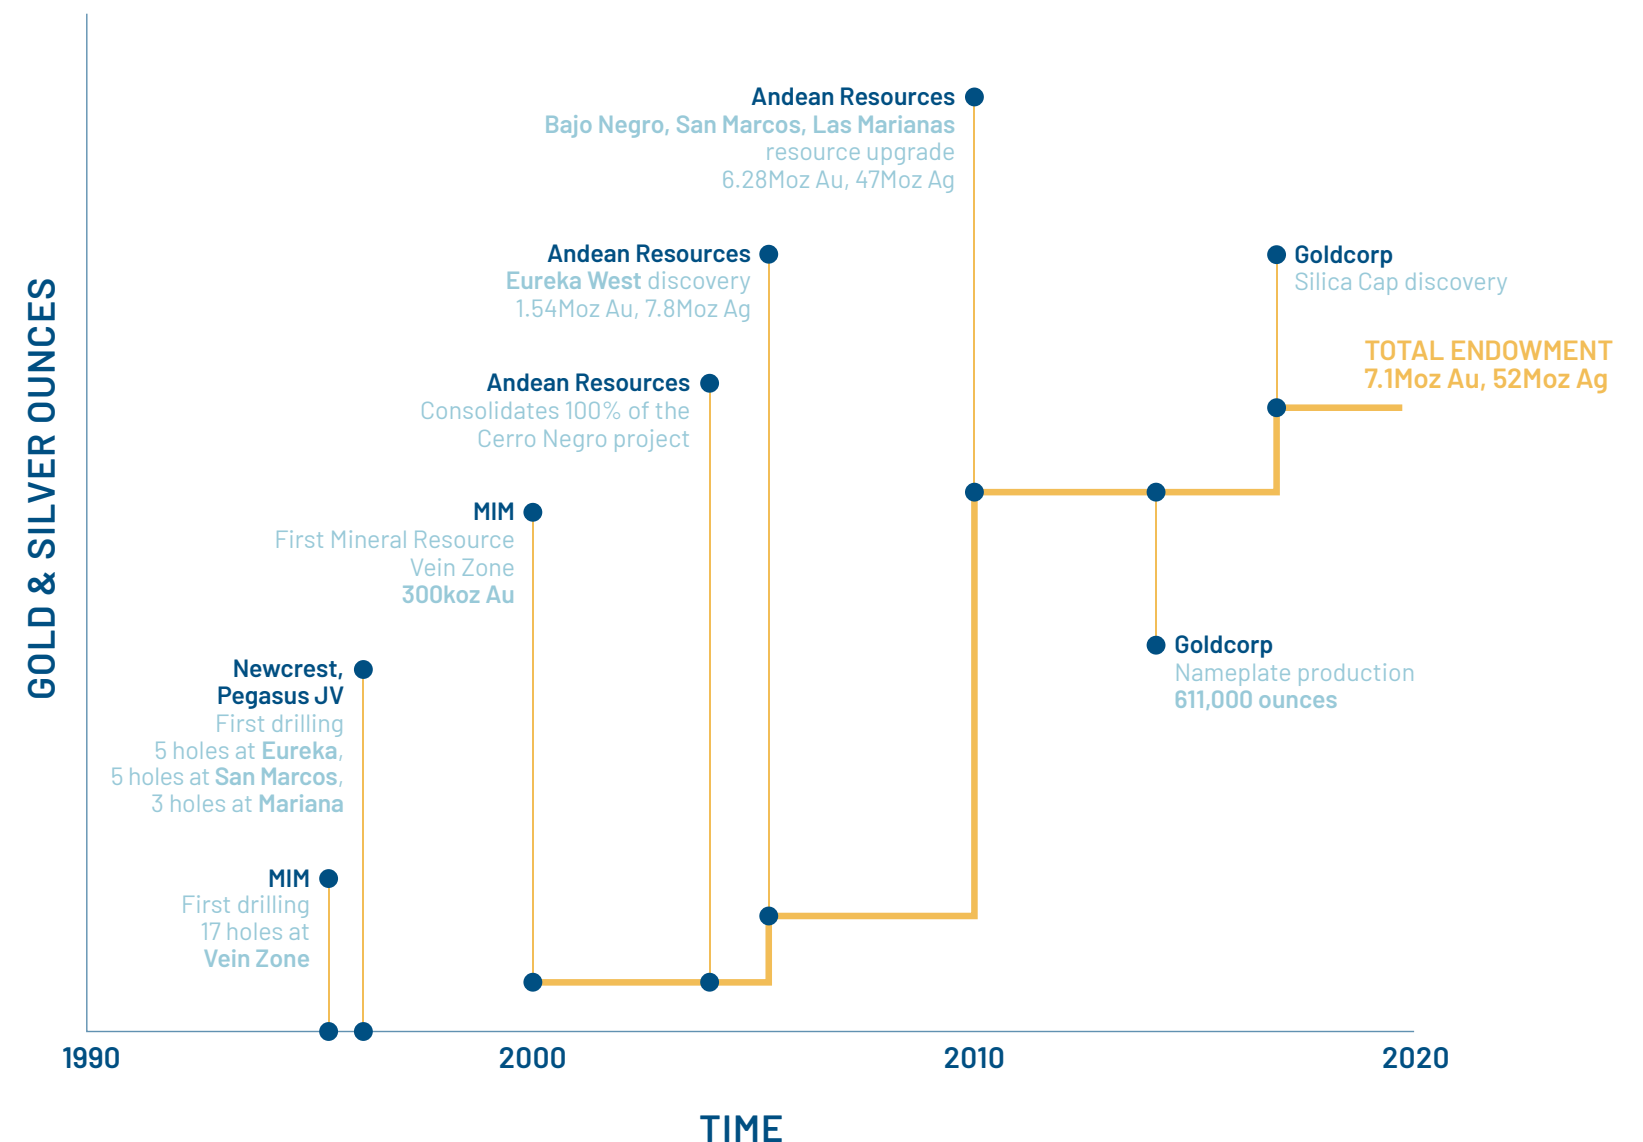 GOLD & SILVER OUNCES
Andean Resources
Bajo Negro, San Marcos, Las Marianas
resource upgrade
6.28Moz Au, 47Moz Ag
Andean Resources
Eureka West discovery
1.54Moz Au, 7.8Moz Ag
Goldcorp
Silica Cap discovery
TOTAL ENDOWMENT
7.1Moz Au, 52Moz Ag
Andean Resources
Consolidates 100% of the
Cerro Negro project
MIM
First Mineral Resource
Vein Zone
300koz Au
Goldcorp
Nameplate production
611,000 ounces
Newcrest,
Pegasus JV
First drilling
5 holes at Eureka,
5 holes at San Marcos,
3 holes at Mariana
MIM
First drilling
17 holes at
Vein Zone
1990
2000
2010
2020
TIME